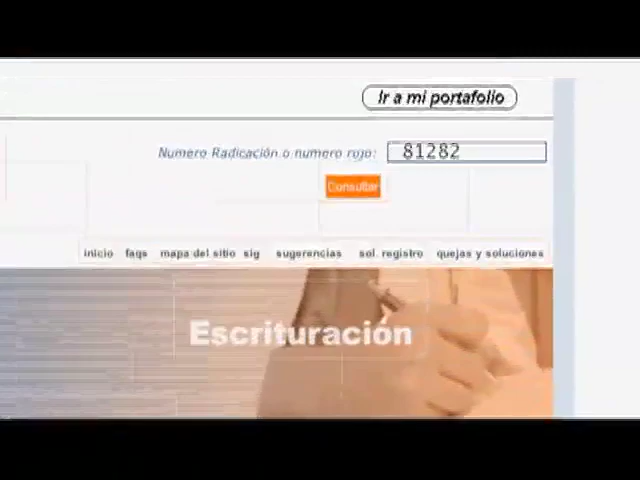 Ir a mi portafolio
Numero Radicación o numero rojo: 81282
Consultar
inicio faqs mapa del sitio sig sugerencias sol. registro quejas y soluciones
Escrituración